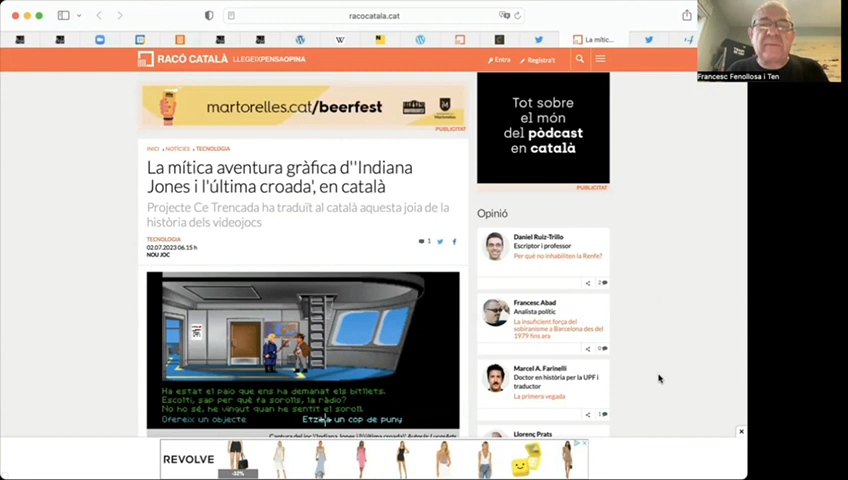 racocatala.cat
La mític...
RACÓ CATALÀ LLEGEIXPENSAOPINA
Entra
Registra't
martorelles.cat/beerfest
PUBLICITAT
INICI NOTÍCIES TECNOLOGIA
La mítica aventura gràfica d''Indiana
Jones i l'última croada', en català
Projecte Ce Trencada ha traduït al català aquesta joia de la
història dels videojocs
TECNOLOGIA
02.07.2023 06.15 h
NOU JOC
1
Ha estat el paio que ens ha demanat els bitllets.
Escolti, sap per què fa sorolls, la ràdio?
No ho sé, he vingut quan he sentit el soroll.
Ofereix un objecte
un cop de puny
Tot sobre
el món
del pòdcast
en català
PUBLICITAT
Opinió
Daniel Ruiz-Trillo
Escriptor i professor
Per què no inhabiliten la Renfe?
2
Francesc Abad
Analista polític
La insuficient força del
sobiranisme a Barcelona des del
1979 fins ara
0
Marcel A. Farinelli
Doctor en història per la UPF i
traductor
La primera vegada
1
Llorenç Prats
REVOLVE
Francesc Fenollosa i Ten